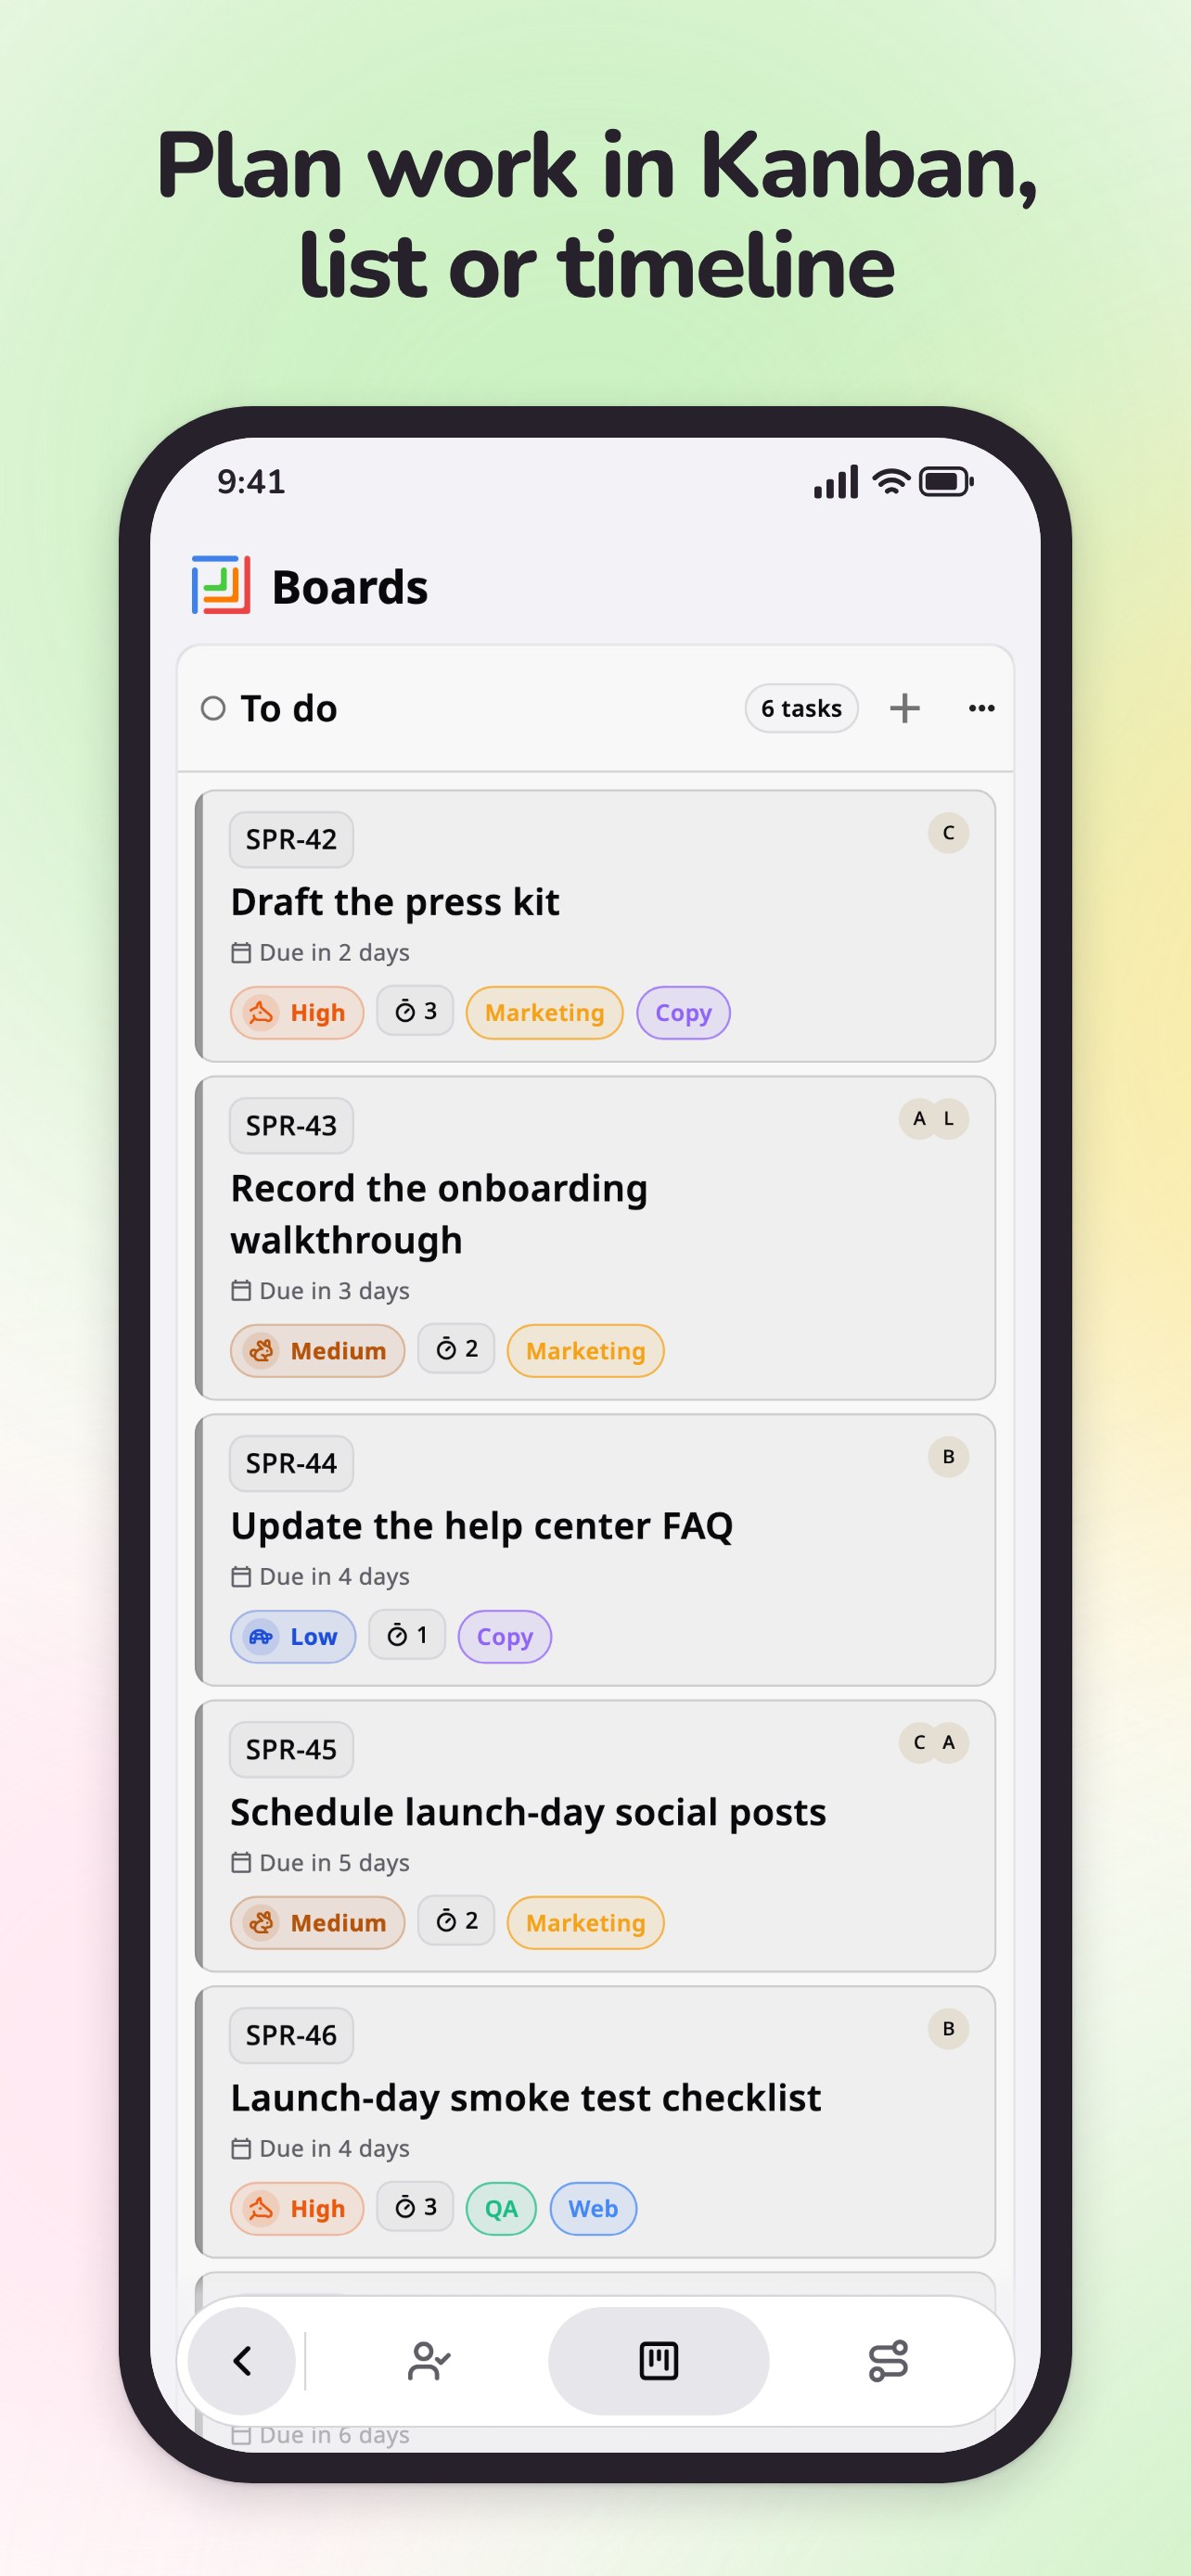 Plan work in Kanban,
list or timeline
9:41
Boards
To do
6 tasks
SPR-42
C
Draft the press kit
Due in 2 days
High
3
Marketing
Copy
SPR-43
A
L
Record the onboarding
walkthrough
Due in 3 days
Medium
2
Marketing
SPR-44
B
Update the help center FAQ
Due in 4 days
Low
1
Copy
SPR-45
C
A
Schedule launch-day social posts
Due in 5 days
Medium
2
Marketing
SPR-46
B
Launch-day smoke test checklist
Due in 4 days
High
3
QA
Web
Due in 6 days